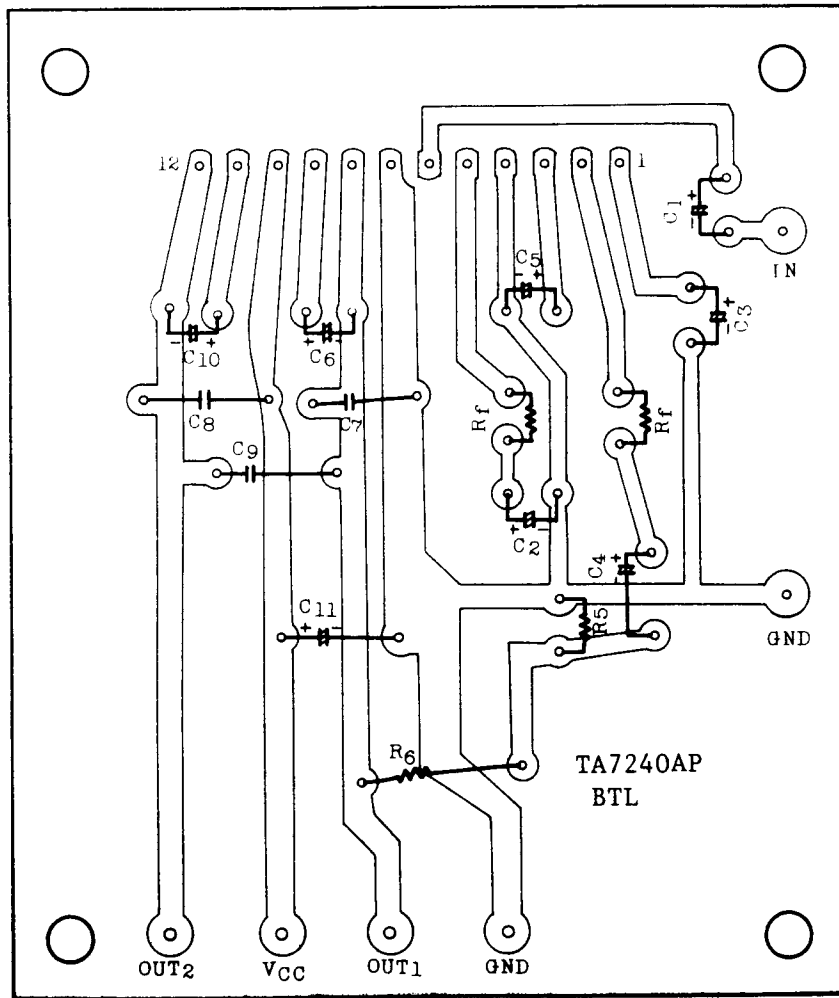 12
1
C1
IN
C5
C3
C10
C6
C8
C7
Rf
Rf
C9
C2
C4
C11
R5
GND
R6
TA7240AP
BTL
OUT2
VCC
OUT1
GND